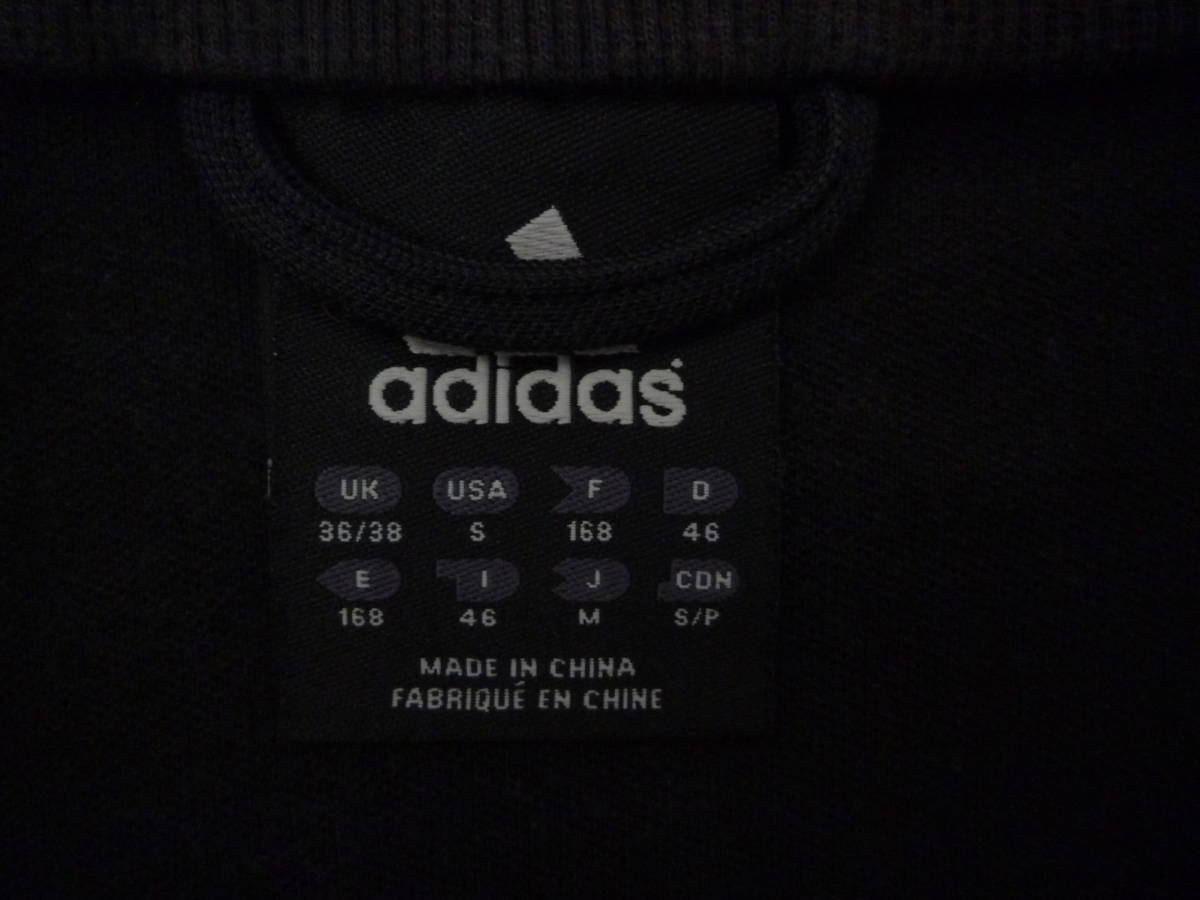 adidas
UK USA F D
36/38 S 168 46
E I J CDN
168 46 M S/P
MADE IN CHINA
FABRIQUÉ EN CHINE